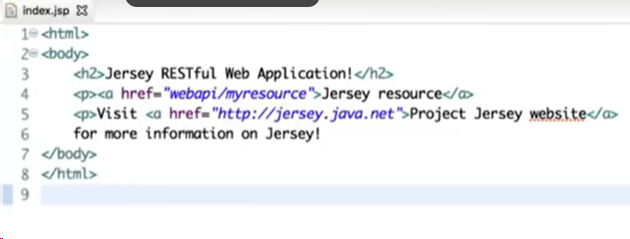 index.jsp
1 <html>
2 <body>
3 <h2>Jersey RESTful Web Application!</h2>
4 <p><a href="webapi/myresource">Jersey resource</a>
5 <p>Visit <a href="http://jersey.java.net">Project Jersey website</a>
6 for more information on Jersey!
7 </body>
8 </html>
9